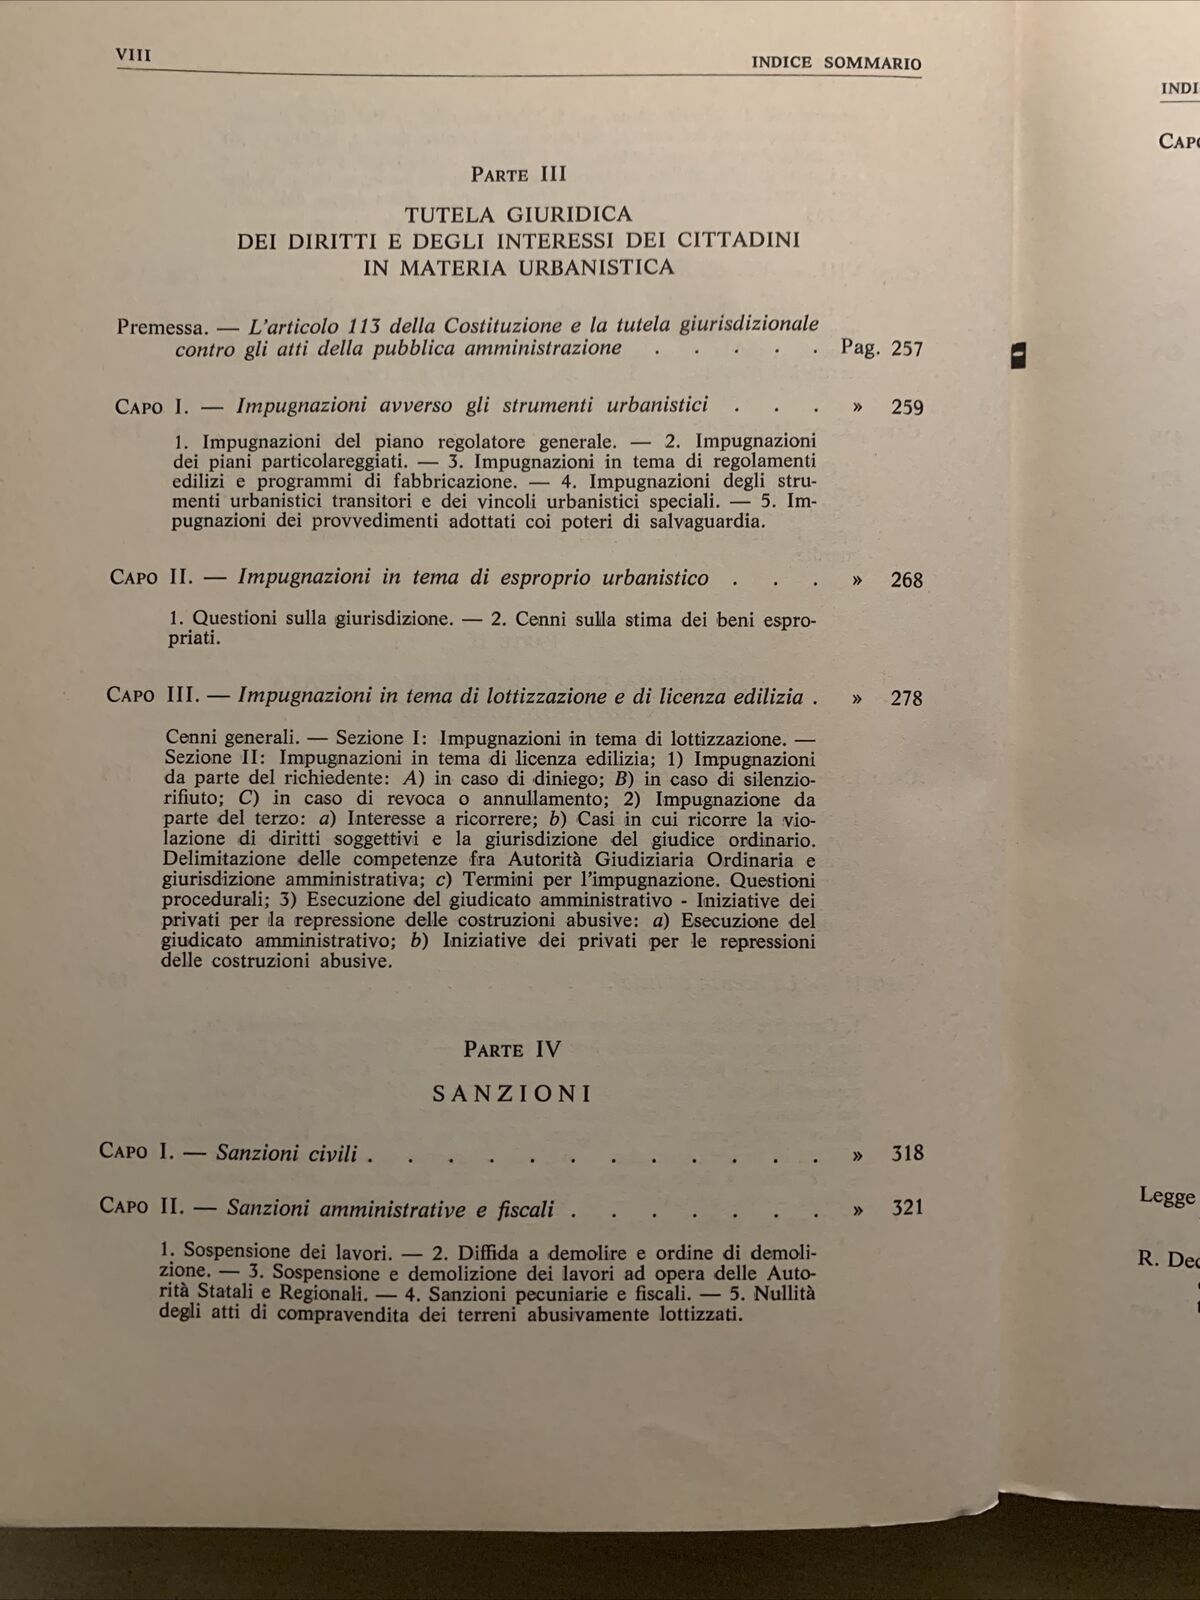 VIII INDICE SOMMARIO
PARTE III
TUTELA GIURIDICA
DEI DIRITTI E DEGLI INTERESSI DEI CITTADINI
IN MATERIA URBANISTICA
Premessa. — L'articolo 113 della Costituzione e la tutela giurisdizionale
contro gli atti della pubblica amministrazione . . . . . Pag. 257
CAPO I. — Impugnazioni avverso gli strumenti urbanistici . . . » 259
1. Impugnazioni del piano regolatore generale. — 2. Impugnazioni
dei piani particolareggiati. — 3. Impugnazioni in tema di regolamenti
edilizi e programmi di fabbricazione. — 4. Impugnazioni degli stru-
menti urbanistici transitori e dei vincoli urbanistici speciali. — 5. Im-
pugnazioni dei provvedimenti adottati coi poteri di salvaguardia.
CAPO II. — Impugnazioni in tema di esproprio urbanistico . . . » 268
1. Questioni sulla giurisdizione. — 2. Cenni sulla stima dei beni espro-
priati.
CAPO III. — Impugnazioni in tema di lottizzazione e di licenza edilizia . » 278
Cenni generali. — Sezione I: Impugnazioni in tema di lottizzazione. —
Sezione II: Impugnazioni in tema di licenza edilizia; 1) Impugnazioni
da parte del richiedente: A) in caso di diniego; B) in caso di silenzio-
rifiuto; C) in caso di revoca o annullamento; 2) Impugnazione da
parte del terzo: a) Interesse a ricorrere; b) Casi in cui ricorre la vio-
lazione di diritti soggettivi e la giurisdizione del giudice ordinario.
Delimitazione delle competenze fra Autorità Giudiziaria Ordinaria e
giurisdizione amministrativa; c) Termini per l'impugnazione. Questioni
procedurali; 3) Esecuzione del giudicato amministrativo - Iniziative dei
privati per la repressione delle costruzioni abusive: a) Esecuzione del
giudicato amministrativo; b) Iniziative dei privati per le repressioni
delle costruzioni abusive.
PARTE IV
SANZIONI
CAPO I. — Sanzioni civili . . . . . . . . . . . . » 318
CAPO II. — Sanzioni amministrative e fiscali . . . . . . . » 321
1. Sospensione dei lavori. — 2. Diffida a demolire e ordine di demoli-
zione. — 3. Sospensione e demolizione dei lavori ad opera delle Auto-
rità Statali e Regionali. — 4. Sanzioni pecuniarie e fiscali. — 5. Nullità
degli atti di compravendita dei terreni abusivamente lottizzati.
INDI
CAPO
Legge
R. Dec